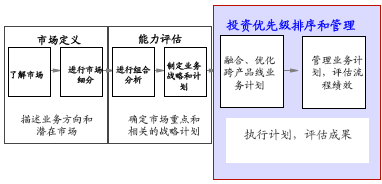 市场定义
了解市场
进行市场
细分
描述业务方向和
潜在市场
能力评估
进行组合
分析
制定业务
战略和计
划
确定市场重点和
相关的战略计划
投资优先级排序和管理
融合、优化
跨产品线业
务计划
管理业务计
划，评估流
程绩效
执行计划，评估成果